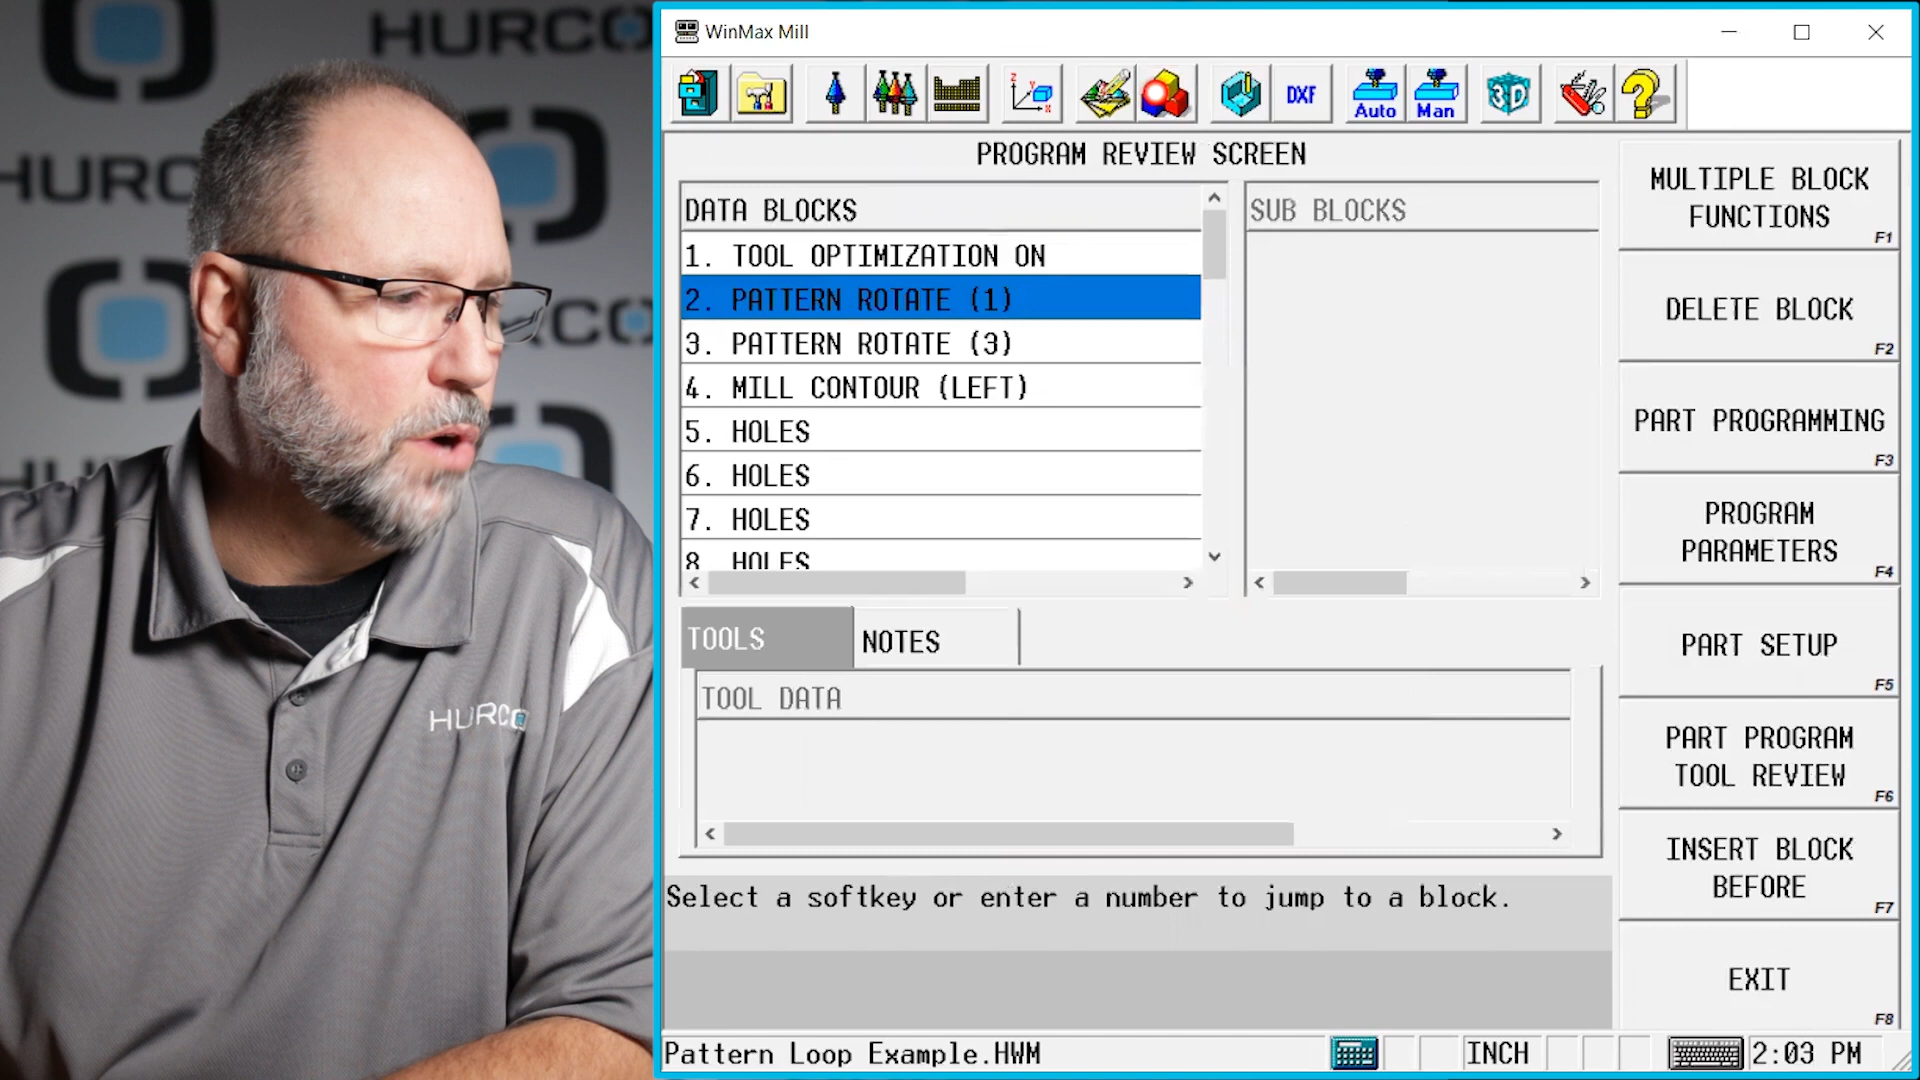 HURCO
HURC
HURCO
WinMax Mill
DXF
Auto
Man
3D
PROGRAM REVIEW SCREEN
DATA BLOCKS
1. TOOL OPTIMIZATION ON
2. PATTERN ROTATE (1)
3. PATTERN ROTATE (3)
4. MILL CONTOUR (LEFT)
5. HOLES
6. HOLES
7. HOLES
8 HOLES
SUB BLOCKS
TOOLS
NOTES
TOOL DATA
Select a softkey or enter a number to jump to a block.
MULTIPLE BLOCK
FUNCTIONS
F1
DELETE BLOCK
F2
PART PROGRAMMING
F3
PROGRAM
PARAMETERS
F4
PART SETUP
F5
PART PROGRAM
TOOL REVIEW
F6
INSERT BLOCK
BEFORE
F7
EXIT
F8
Pattern Loop Example.HWM
INCH
2:03 PM